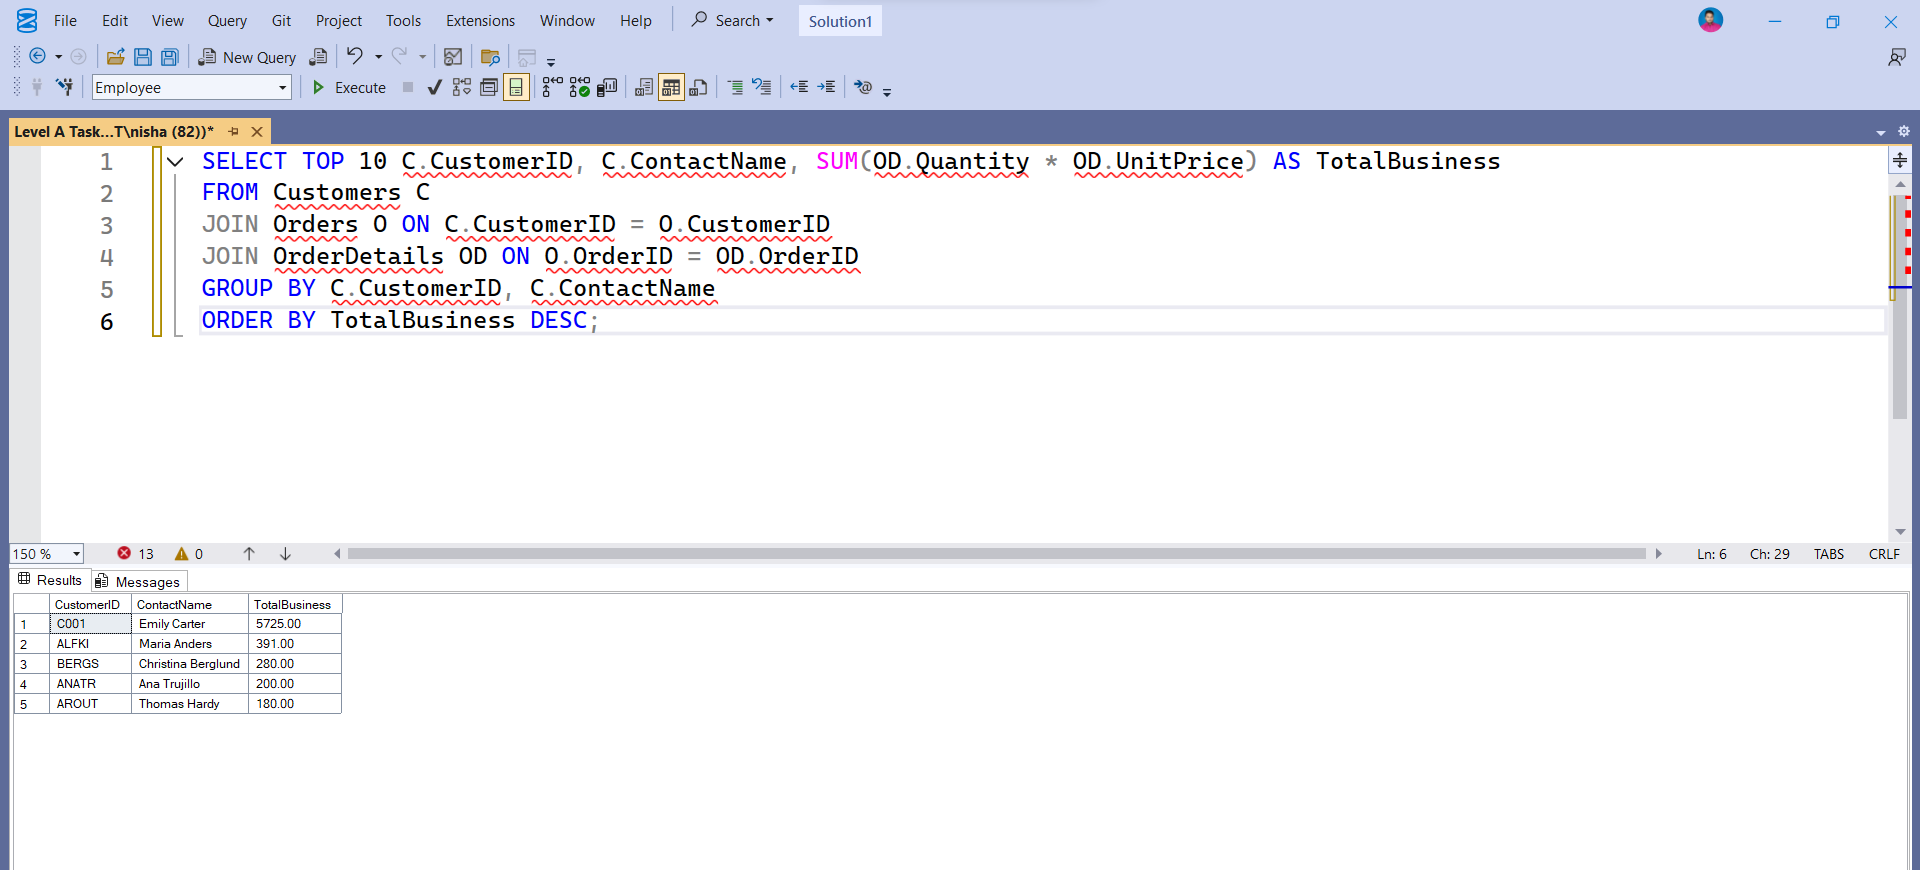 File Edit View Query Git Project Tools Extensions Window Help Search Solution1
New Query
Employee Execute
Level A Task...T\nisha (82))*
1 SELECT TOP 10 C.CustomerID, C.ContactName, SUM(OD.Quantity * OD.UnitPrice) AS TotalBusiness
2 FROM Customers C
3 JOIN Orders O ON C.CustomerID = O.CustomerID
4 JOIN OrderDetails OD ON O.OrderID = OD.OrderID
5 GROUP BY C.CustomerID, C.ContactName
6 ORDER BY TotalBusiness DESC;
150 % 13 0 Ln: 6 Ch: 29 TABS CRLF
Results Messages
CustomerID ContactName TotalBusiness
1 C001 Emily Carter 5725.00
2 ALFKI Maria Anders 391.00
3 BERGS Christina Berglund 280.00
4 ANATR Ana Trujillo 200.00
5 AROUT Thomas Hardy 180.00